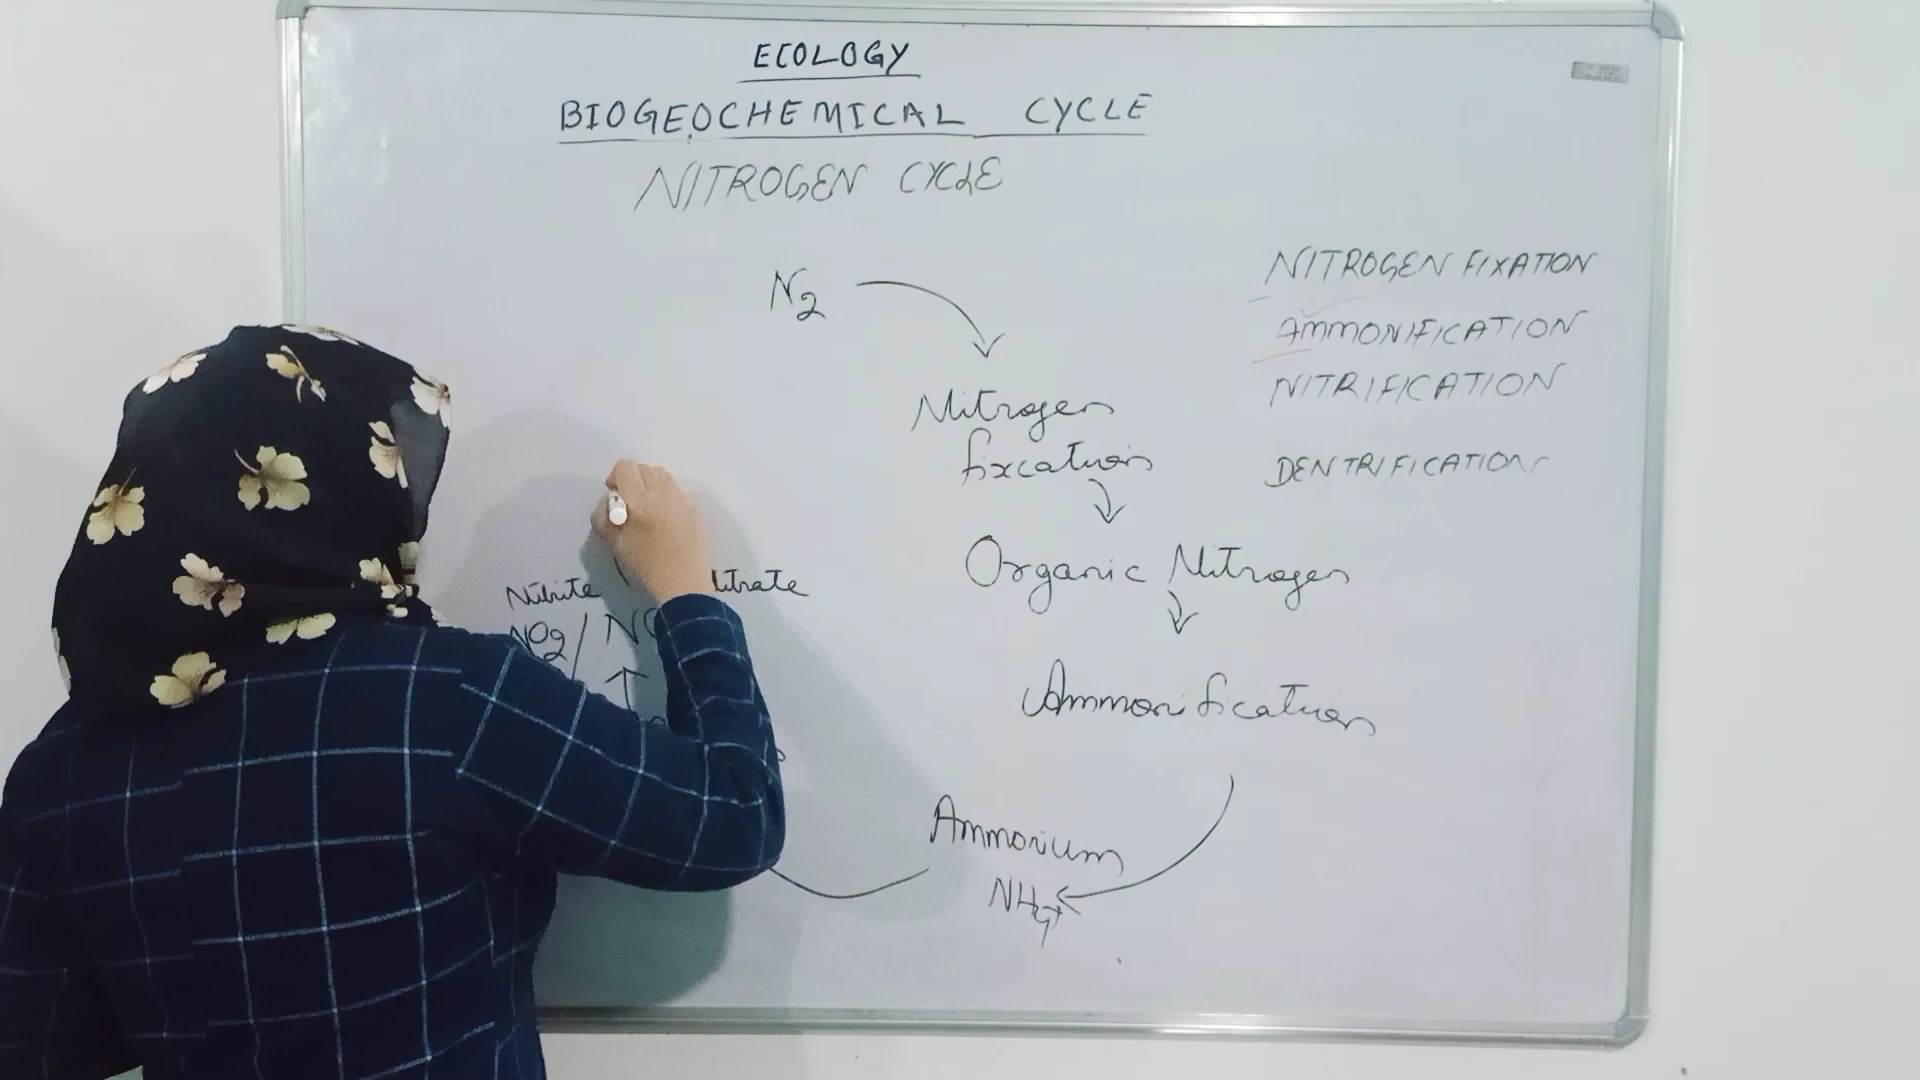 ECOLOGY
BIOGEOCHEMICAL CYCLE
NITROGEN CYCLE
N2
NITROGEN FIXATION
AMMONIFICATION
NITRIFICATION
DENTRIFICATION
Nitrogen
fixcation
Organic Nitrogen
Ammonification
Ammonium
NH4+
Nitrite
NO2/